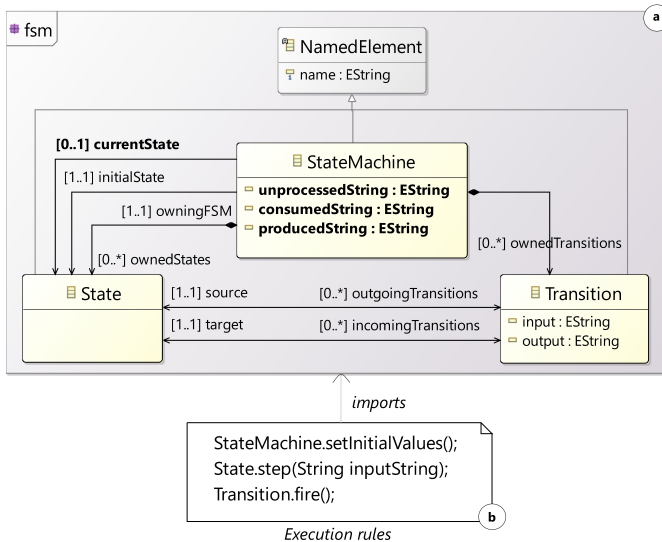 a
fsm
NamedElement
name : EString
[0..1] currentState
StateMachine
[1..1] initialState
unprocessedString : EString
consumedString : EString
producedString : EString
[1..1] owningFSM
[0..*] ownedStates
[0..*] ownedTransitions
State
[1..1] source
[0..*] outgoingTransitions
Transition
input : EString
output : EString
[1..1] target
[0..*] incomingTransitions
imports
StateMachine.setInitialValues();
State.step(String inputString);
Transition.fire();
b
Execution rules